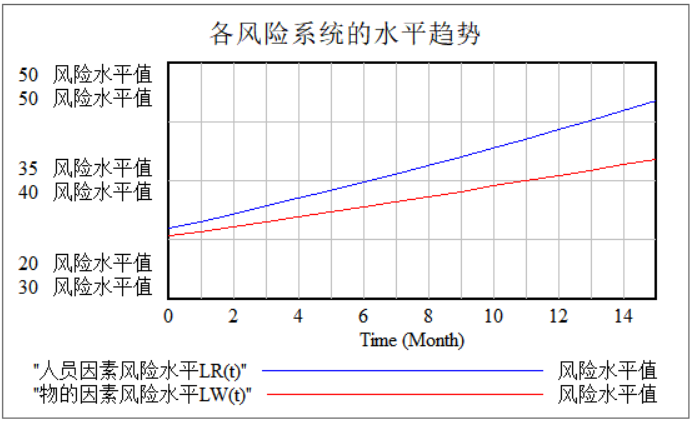 各风险系统的水平趋势
50 风险水平值
50 风险水平值
35 风险水平值
40 风险水平值
20 风险水平值
30 风险水平值
0 2 4 6 8 10 12 14
Time (Month)
"人员因素风险水平LR(t)" 风险水平值
"物的因素风险水平LW(t)" 风险水平值